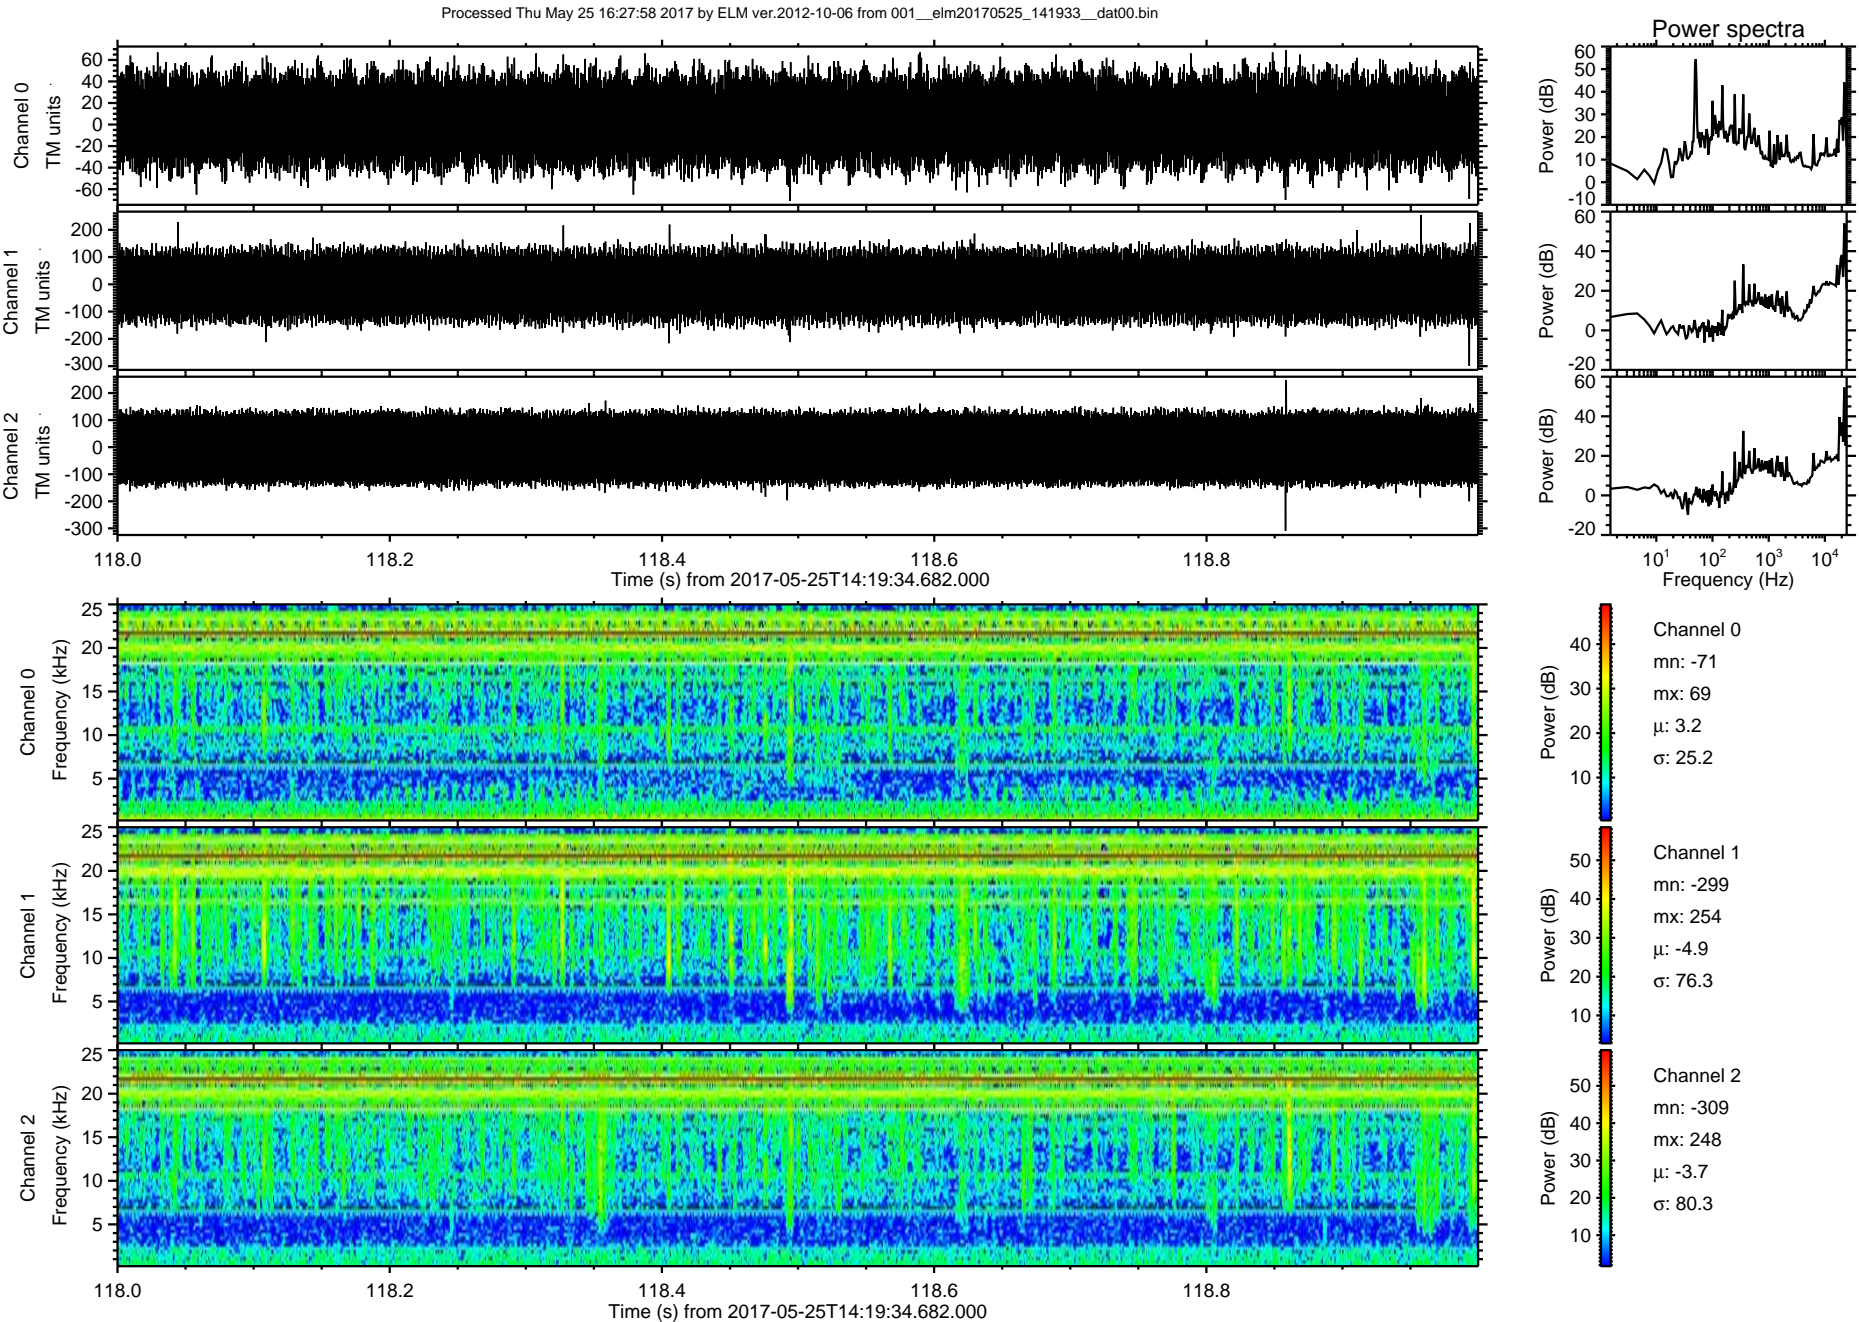 Processed Thu May 25 16:27:58 2017 by ELM ver.2012-10-06 from 001__elm20170525_141933__dat00.bin
Power spectra
Channel 0
TM units
60
40
20
0
-20
-40
-60
Power (dB)
60
50
40
30
20
10
0
-10
Channel 1
TM units
200
100
0
-100
-200
-300
Power (dB)
60
40
20
0
-20
Channel 2
TM units
200
100
0
-100
-200
-300
Power (dB)
60
40
20
0
-20
118.0 118.2 118.4 118.6 118.8
Time (s) from 2017-05-25T14:19:34.682.000
10¹ 10² 10³ 10⁴
Frequency (Hz)
Channel 0
Frequency (kHz)
25
20
15
10
5
Power (dB)
40
30
20
10
Channel 0
mn: -71
mx: 69
μ: 3.2
σ: 25.2
Channel 1
Frequency (kHz)
25
20
15
10
5
Power (dB)
50
40
30
20
10
Channel 1
mn: -299
mx: 254
μ: -4.9
σ: 76.3
Channel 2
Frequency (kHz)
25
20
15
10
5
Power (dB)
50
40
30
20
10
Channel 2
mn: -309
mx: 248
μ: -3.7
σ: 80.3
118.0 118.2 118.4 118.6 118.8
Time (s) from 2017-05-25T14:19:34.682.000